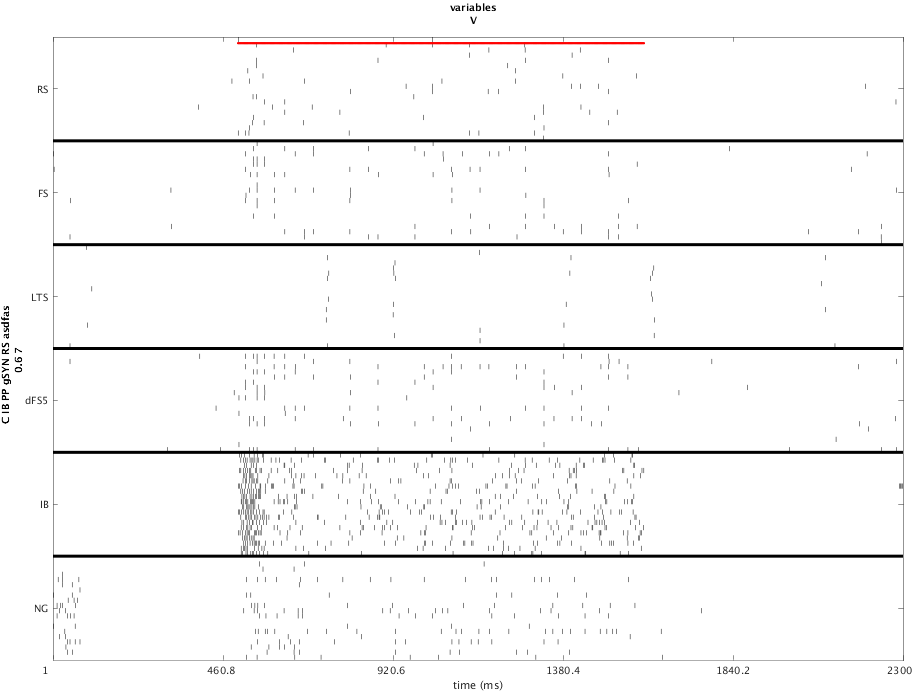 variables
V
RS
FS
LTS
dFS5
IB
NG
C IB PP gSYN RS asdfas
0.6 7
1
460.8
920.6
1380.4
1840.2
2300
time (ms)